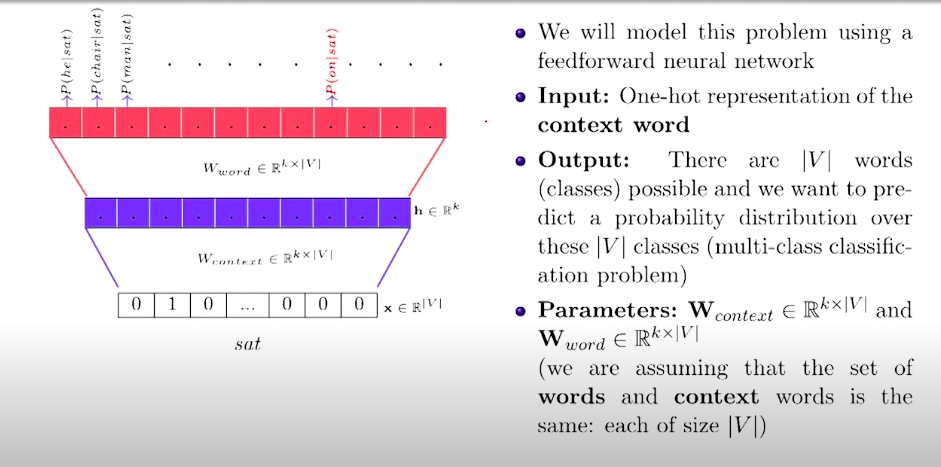 P(he|sat)
P(chair|sat)
P(man|sat)
. . . . .
P(on|sat)
. . .
W_word ∈ ℝ^{k×|V|}
h ∈ ℝ^k
W_context ∈ ℝ^{k×|V|}
0 1 0 ... 0 0 0 x ∈ ℝ^{|V|}
sat
• We will model this problem using a
feedforward neural network
• Input: One-hot representation of the
context word
• Output: There are |V| words
(classes) possible and we want to pre-
dict a probability distribution over
these |V| classes (multi-class classific-
ation problem)
• Parameters: W_context ∈ ℝ^{k×|V|} and
W_word ∈ ℝ^{k×|V|}
(we are assuming that the set of
words and context words is the
same: each of size |V|)